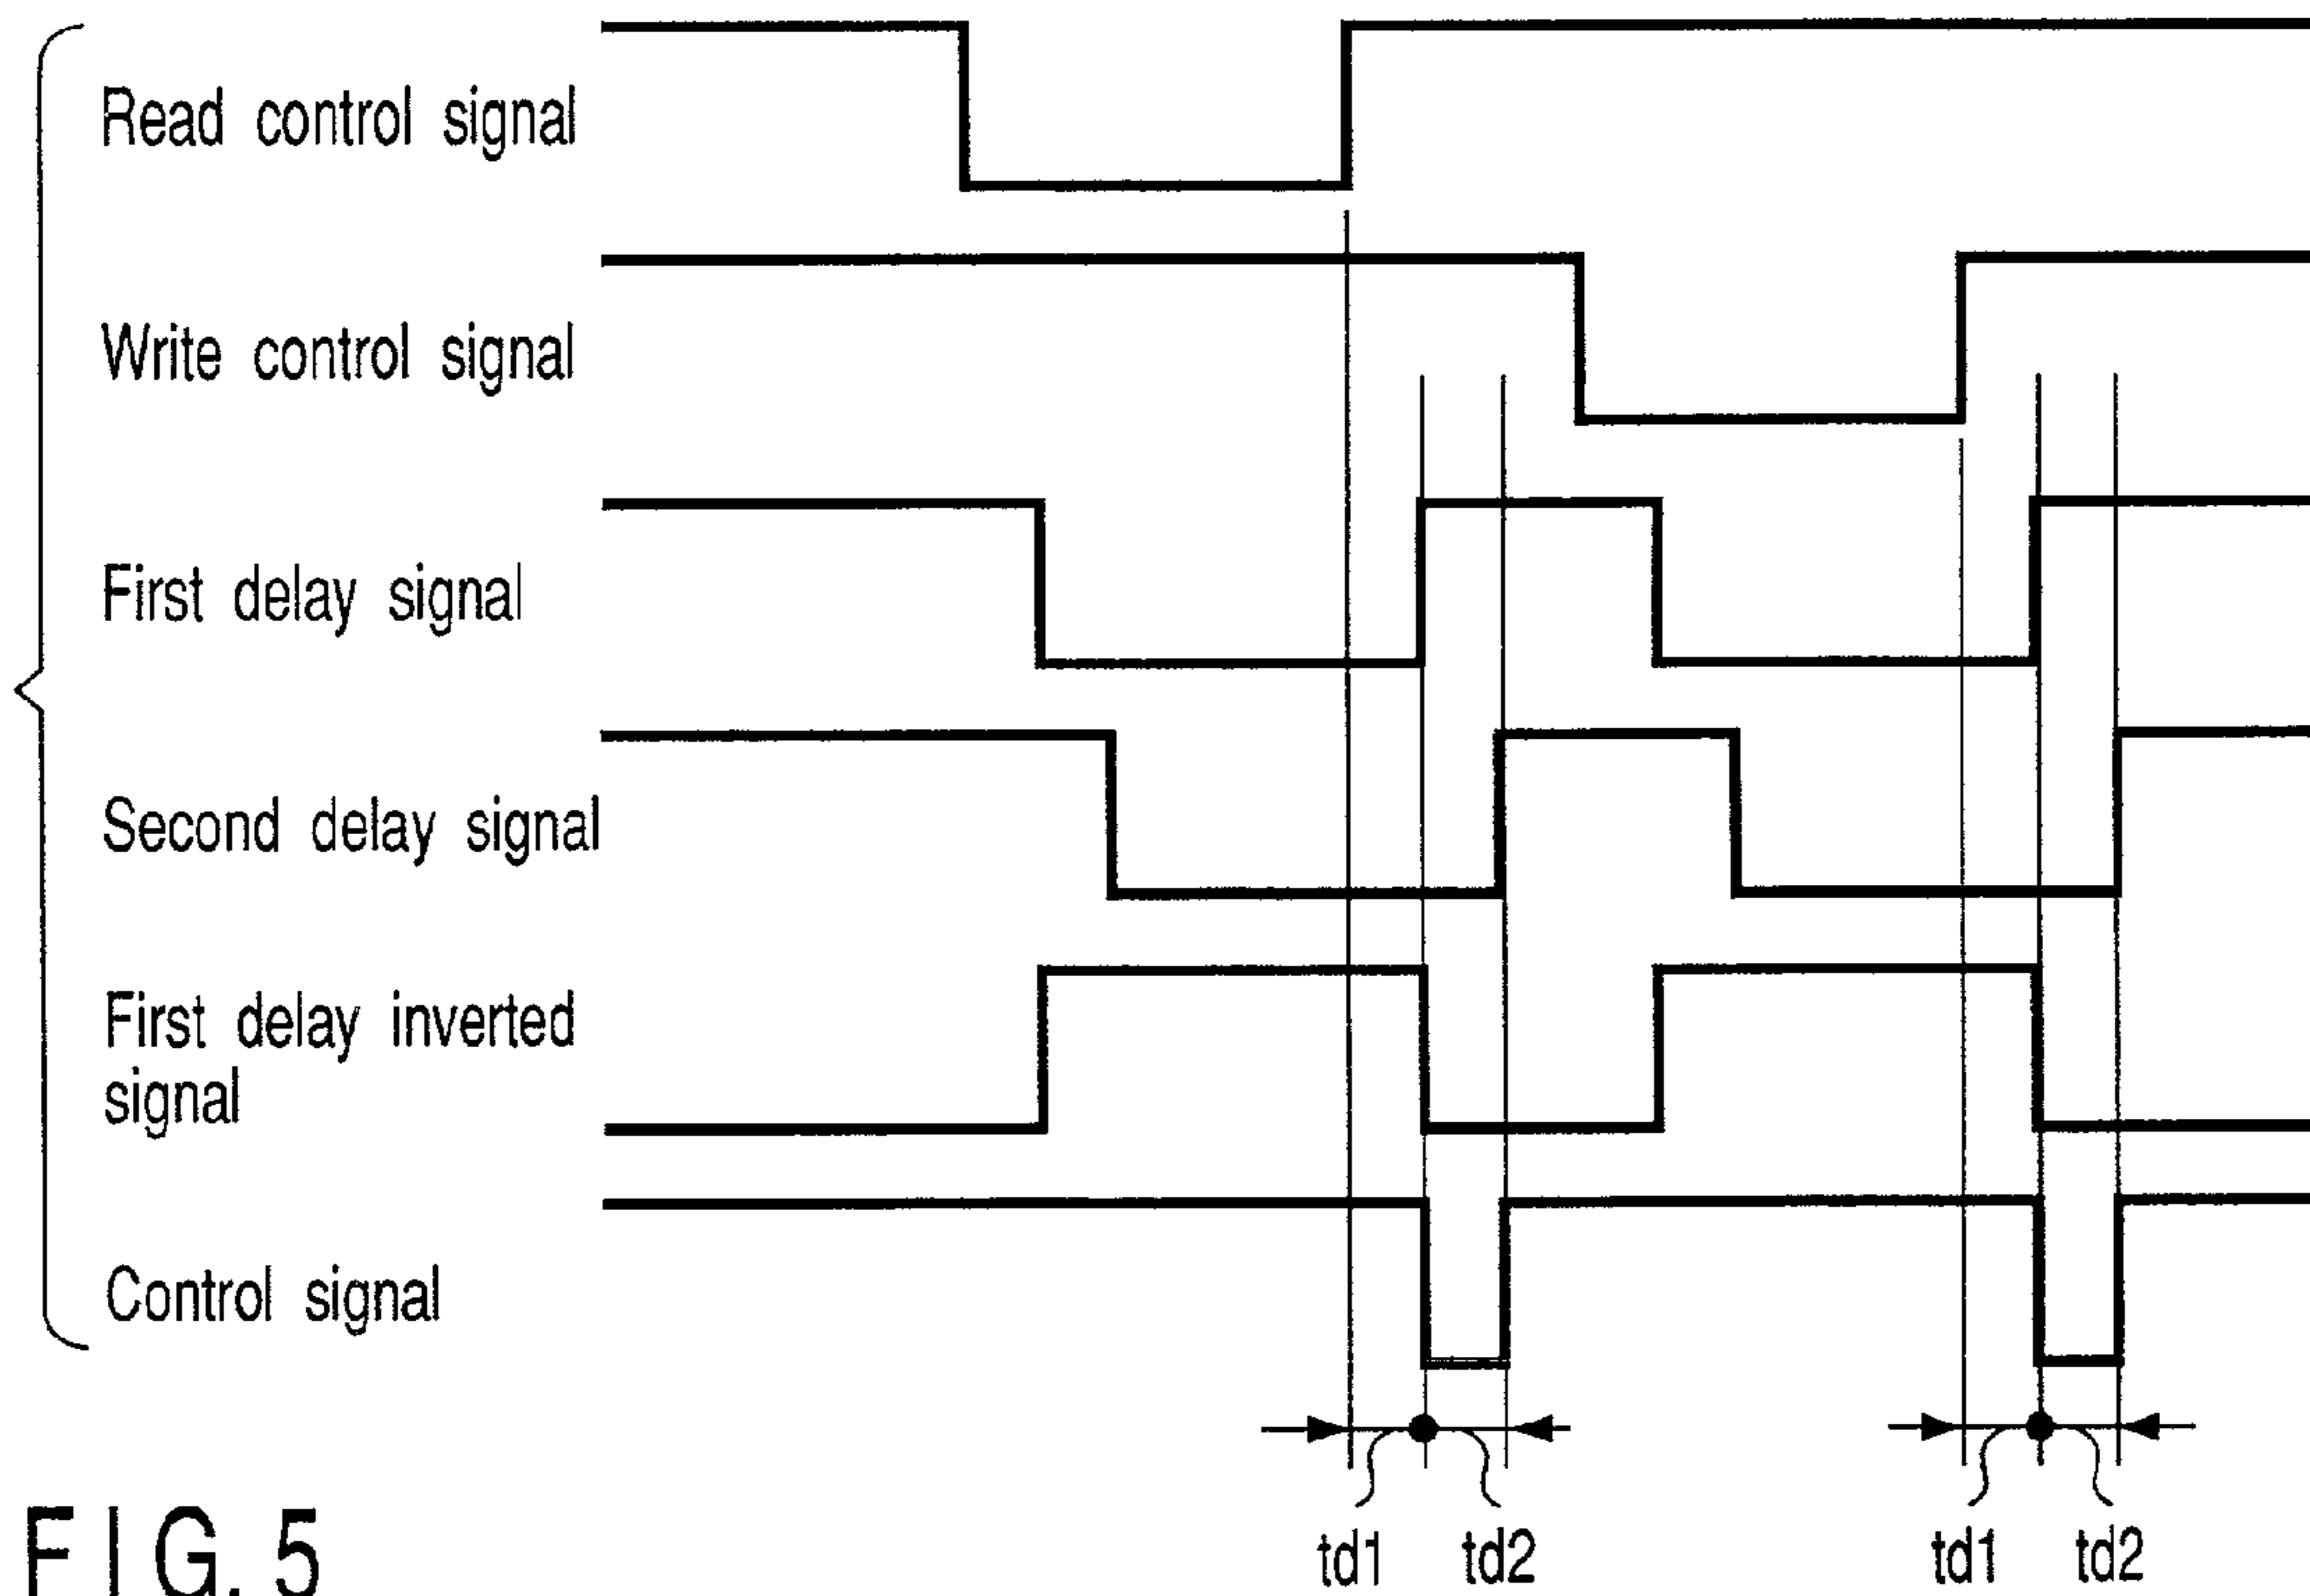 Read control signal
Write control signal
First delay signal
Second delay signal
First delay inverted
signal
Control signal
td1 td2 td1 td2
FIG. 5